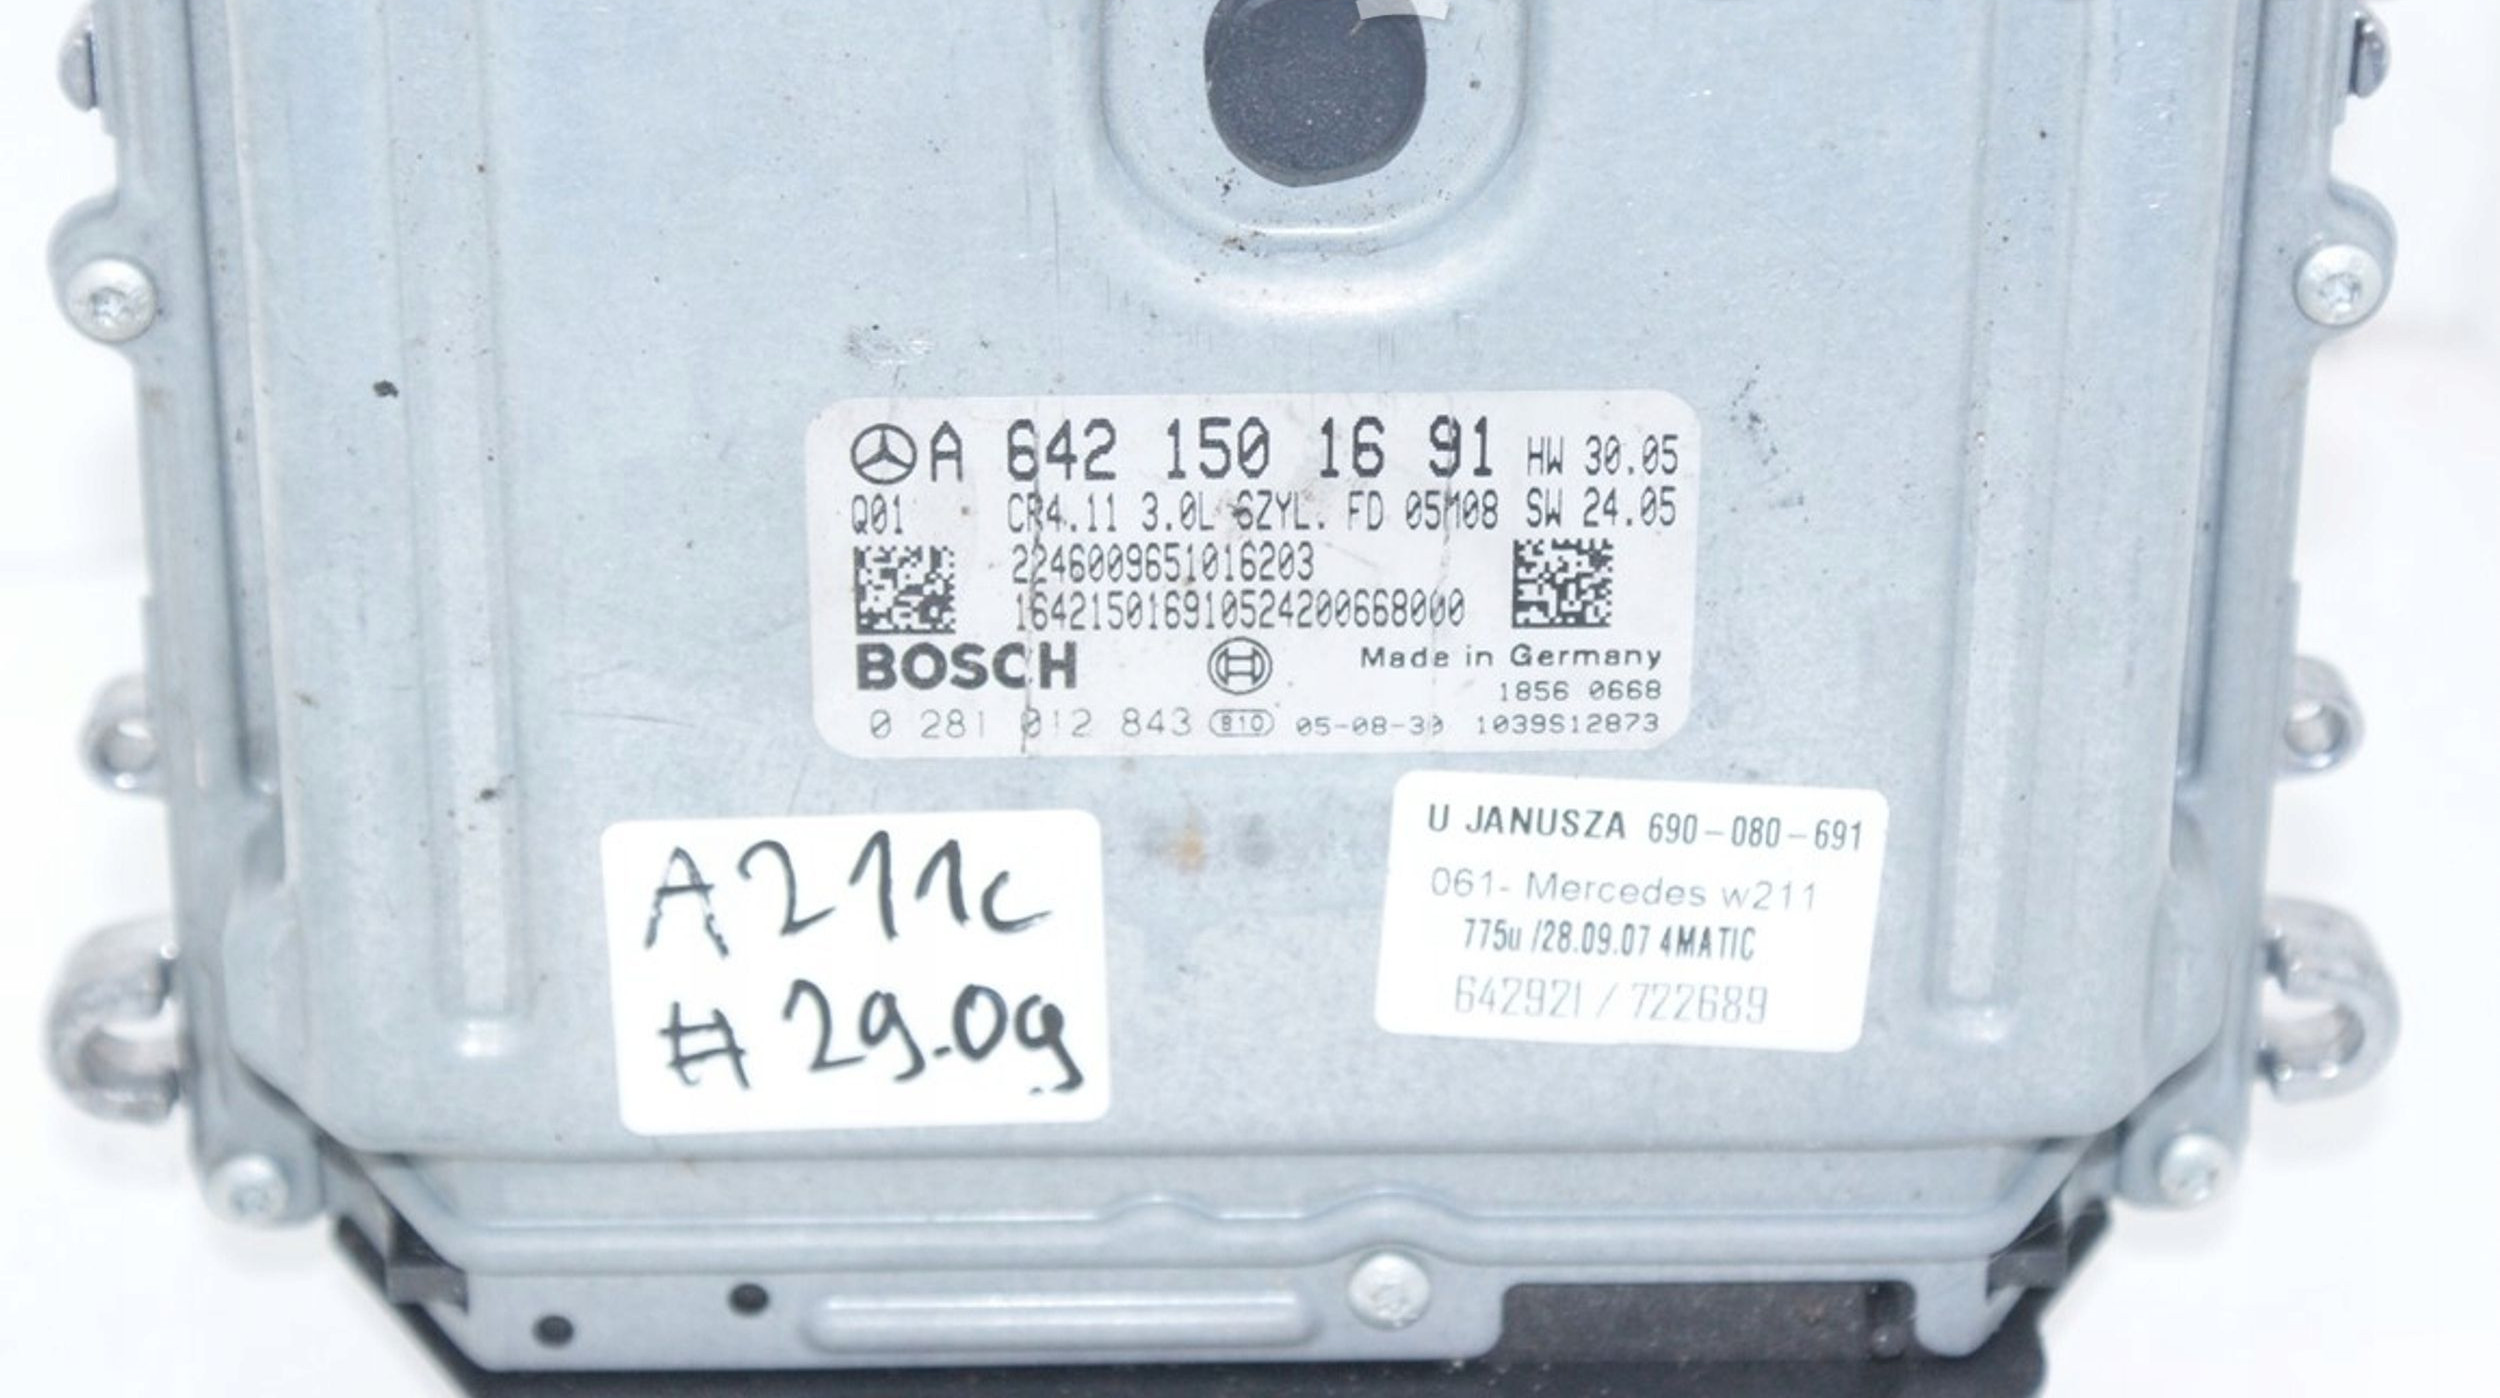 A 642 150 16 91 HW 30.05
Q01 CR4.11 3.0L 6ZYL. FD 05M08 SW 24.05
2246009651016203
164215016910524200668000
BOSCH Made in Germany
1856 0668
0 281 012 843 810 05-08-30 1039S12873
U JANUSZA 690-080-691
061- Mercedes w211
775u /28.09.07 4MATIC
642921 / 722689
A211c
# 29.09